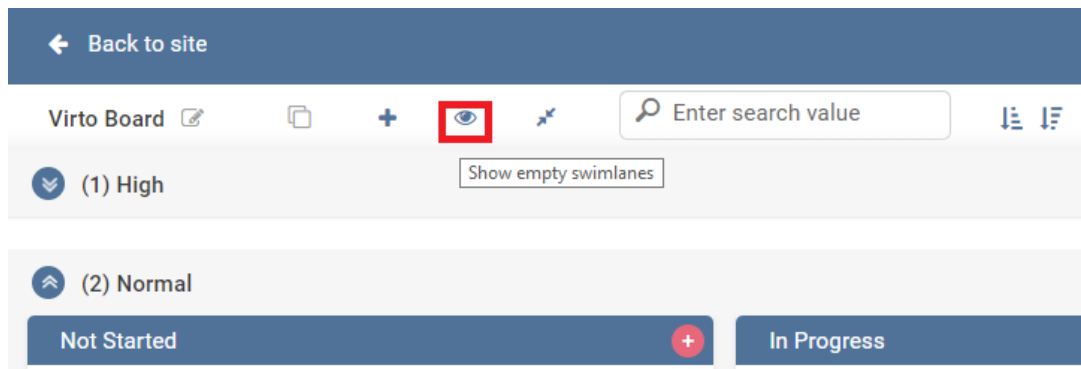 Back to site
Virto Board
Enter search value
Show empty swimlanes
(1) High
(2) Normal
Not Started
In Progress